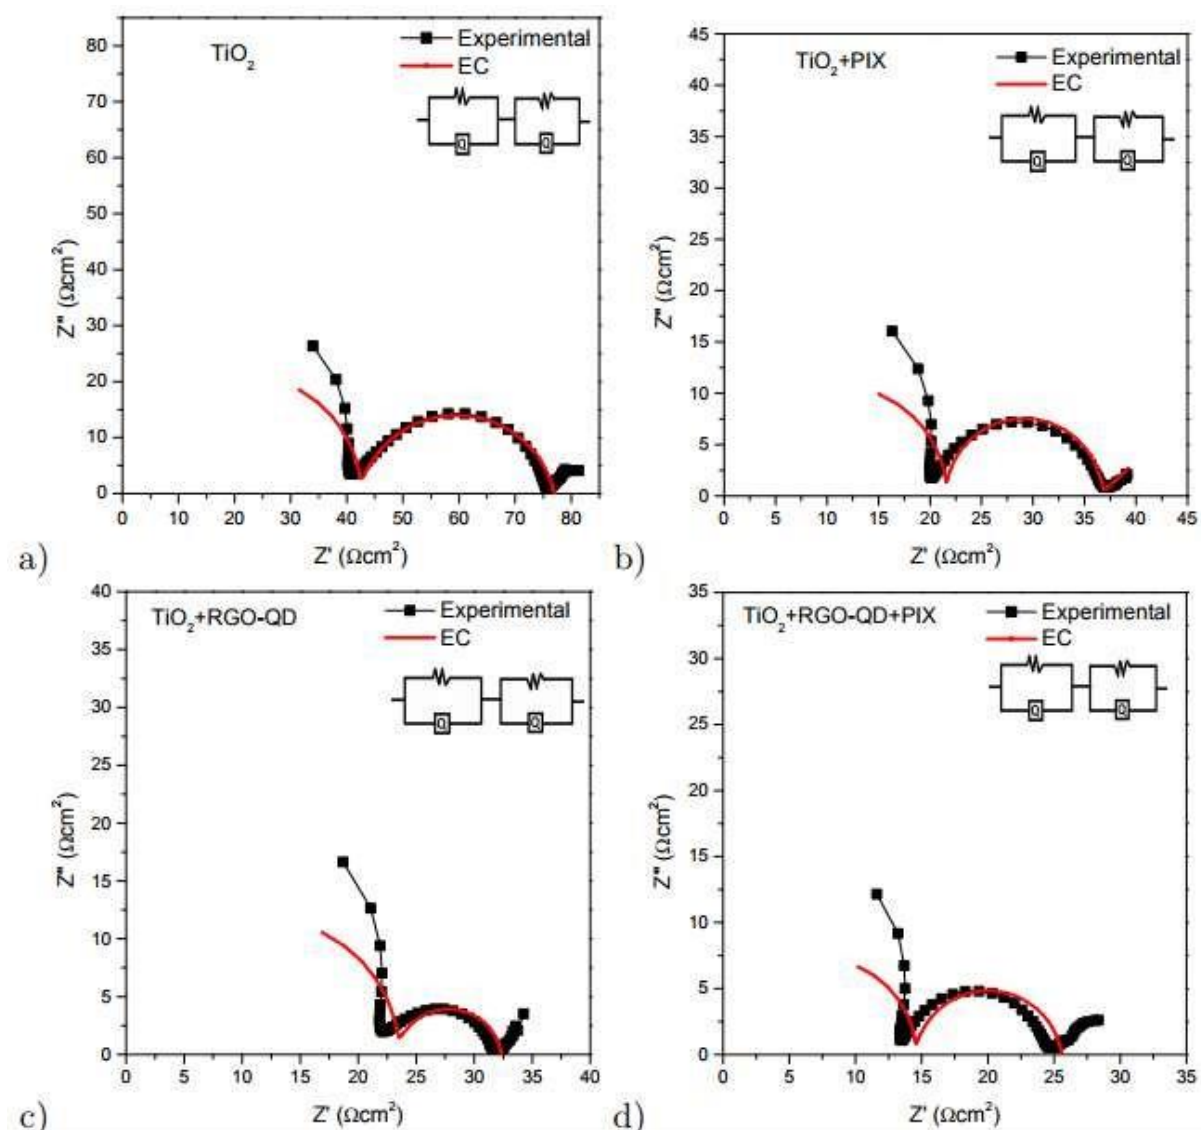 TiO2
Experimental
EC
Q Q
Z'' (Ωcm²)
80
70
60
50
40
30
20
10
0
0 10 20 30 40 50 60 70 80
Z' (Ωcm²)
a)
TiO2+PIX
Experimental
EC
Q Q
Z'' (Ωcm²)
45
40
35
30
25
20
15
10
5
0
0 5 10 15 20 25 30 35 40 45
Z' (Ωcm²)
b)
TiO2+RGO-QD
Experimental
EC
Q Q
Z'' (Ωcm²)
40
35
30
25
20
15
10
5
0
0 5 10 15 20 25 30 35 40
Z' (Ωcm²)
c)
TiO2+RGO-QD+PIX
Experimental
EC
Q Q
Z'' (Ωcm²)
35
30
25
20
15
10
5
0
0 5 10 15 20 25 30 35
Z' (Ωcm²)
d)